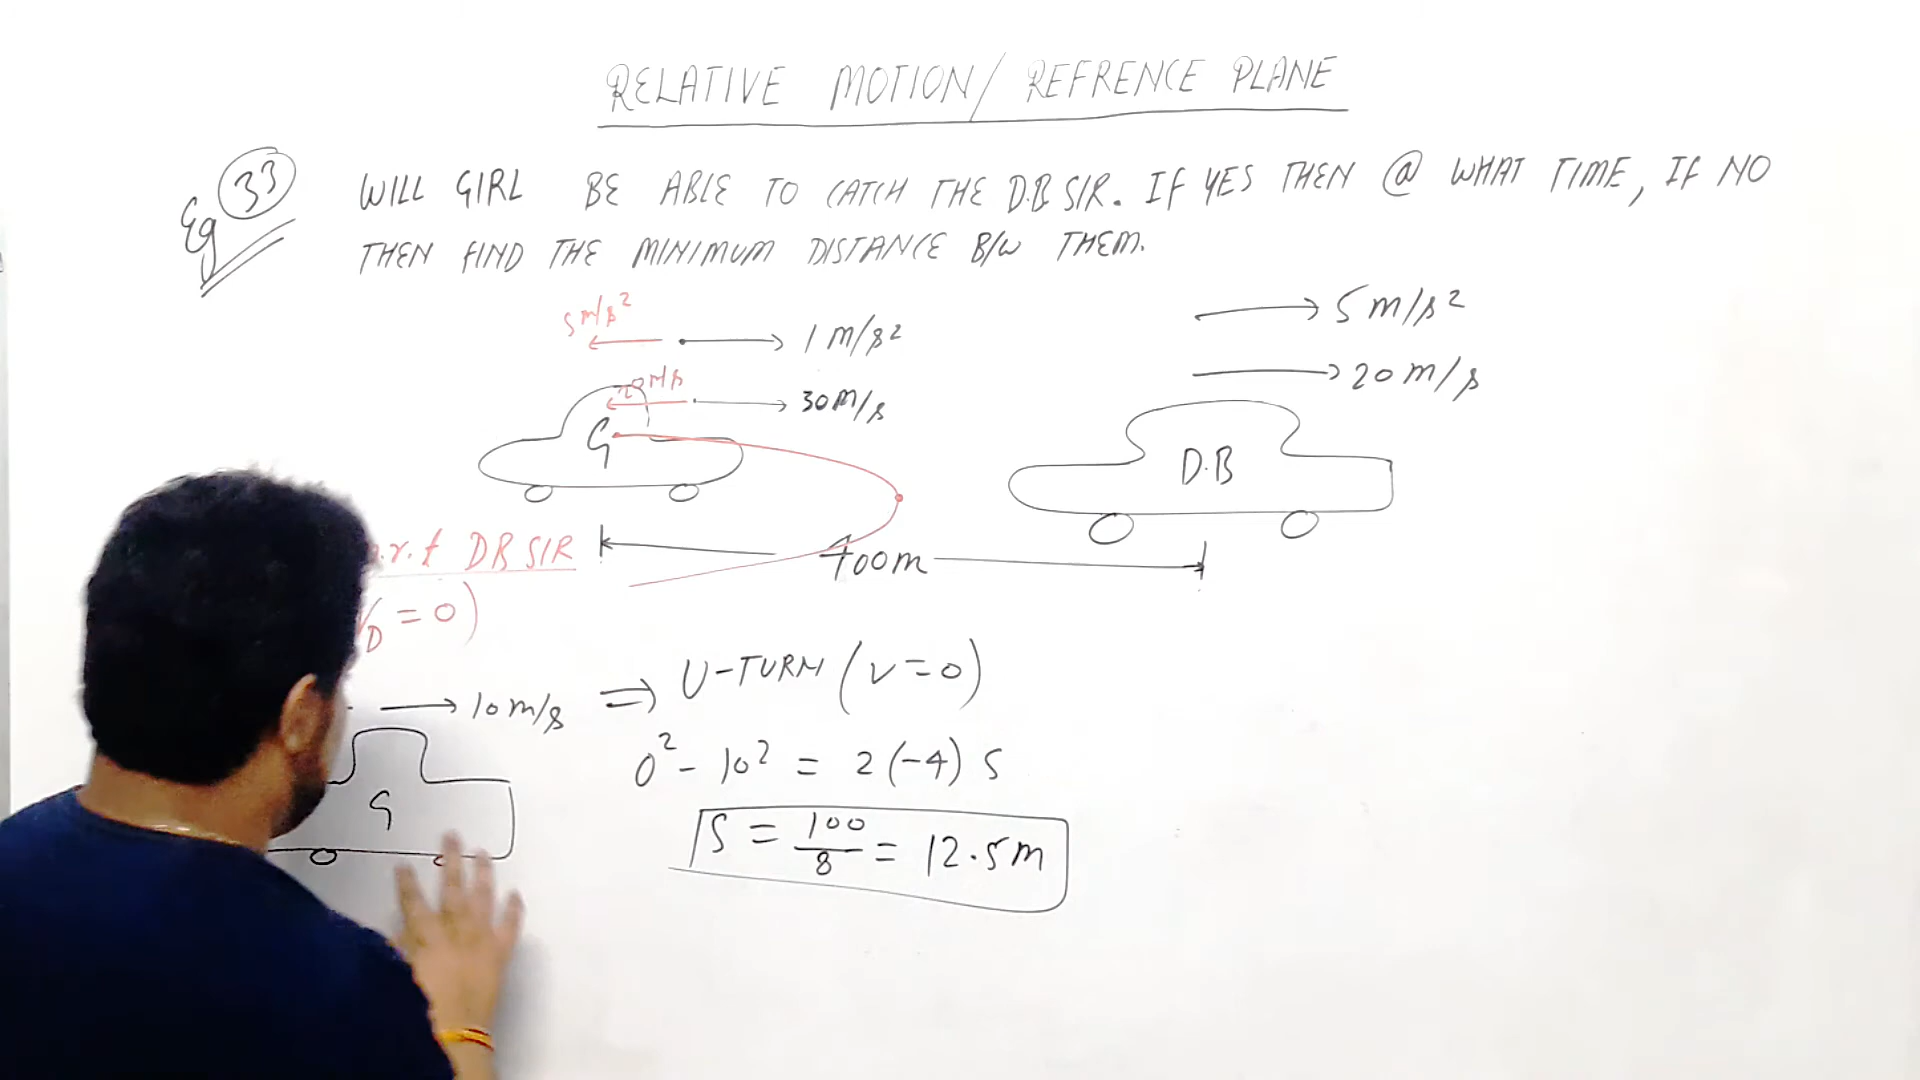 RELATIVE MOTION/REFRENCE PLANE
Eg 33 WILL GIRL BE ABLE TO CATCH THE D.B SIR. IF YES THEN @ WHAT TIME, IF NO
THEN FIND THE MINIMUM DISTANCE B/W THEM.
5 m/s²
1 m/s²
5 m/s²
20 m/s
30 m/s
20 m/s
G
D.B
w.r.t DB SIR
400m
V_D = 0)
10 m/s ⇒ U-TURN (v=0)
0² - 10² = 2(-4) S
G
S = 100/8 = 12.5m